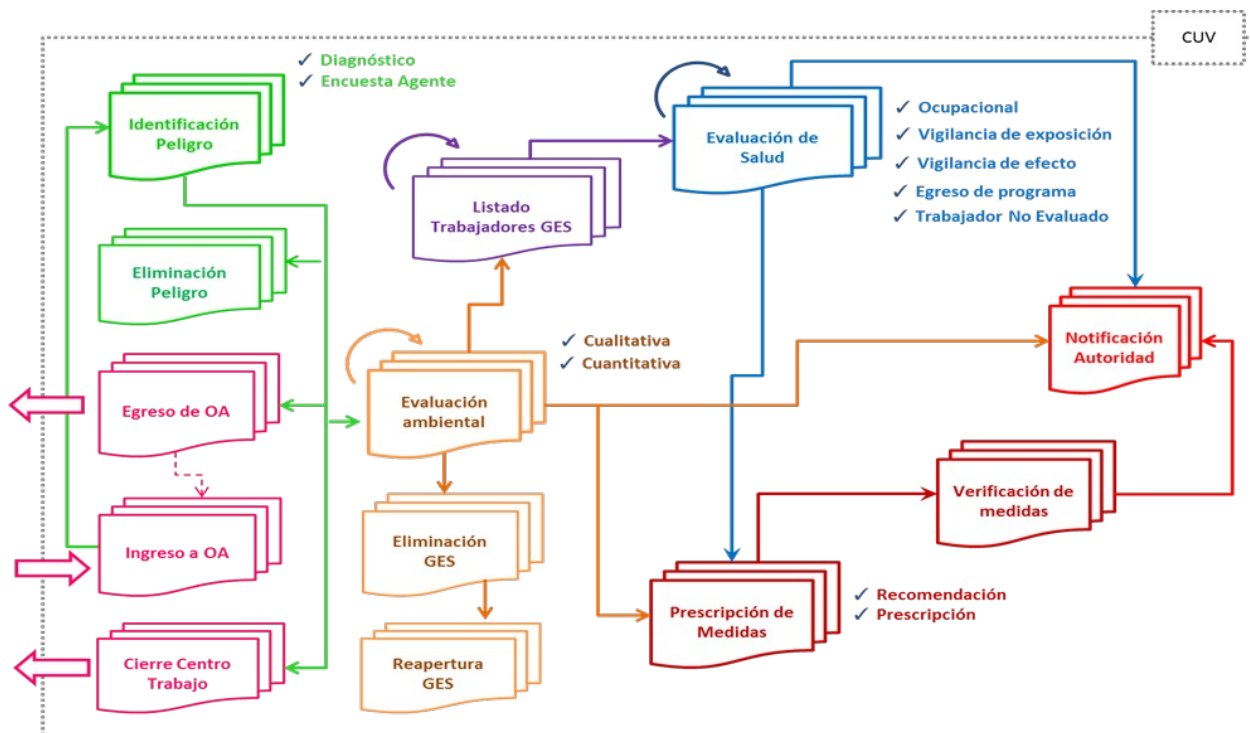 CUV
✓ Diagnóstico
✓ Encuesta Agente
Identificación
Peligro
Evaluación de
Salud
✓ Ocupacional
✓ Vigilancia de exposición
✓ Vigilancia de efecto
✓ Egreso de programa
✓ Trabajador No Evaluado
Listado
Trabajadores GES
Eliminación
Peligro
Notificación
Autoridad
✓ Cualitativa
✓ Cuantitativa
Egreso de OA
Evaluación
ambiental
Verificación de
medidas
Ingreso a OA
Eliminación
GES
Prescripción de
Medidas
✓ Recomendación
✓ Prescripción
Cierre Centro
Trabajo
Reapertura
GES